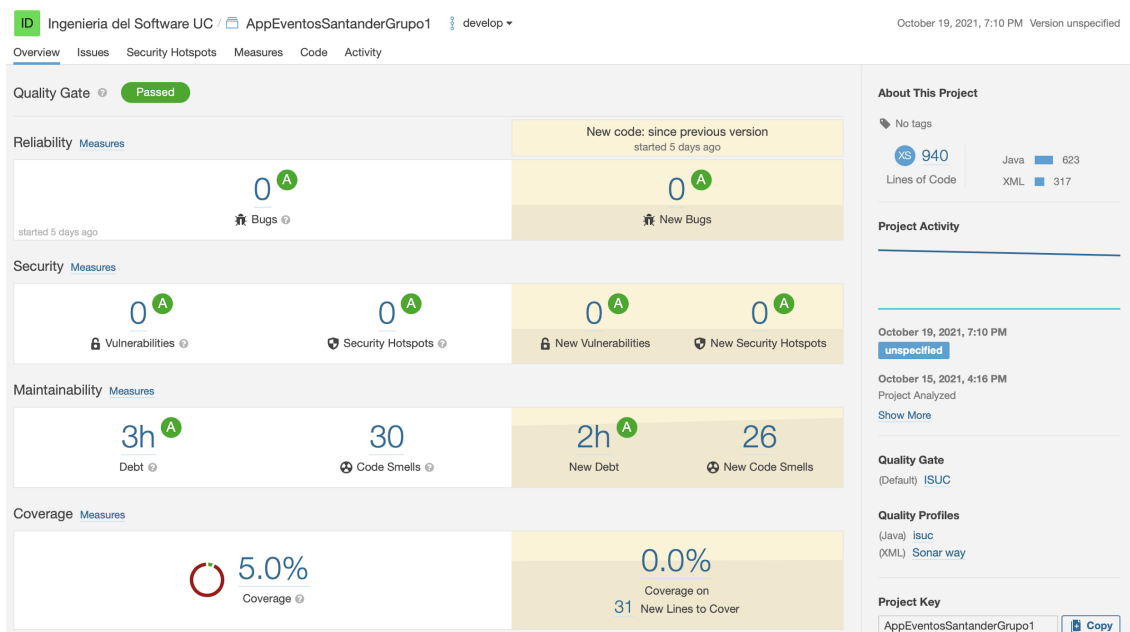 ID Ingenieria del Software UC / AppEventosSantanderGrupo1 develop
October 19, 2021, 7:10 PM Version unspecified
Overview Issues Security Hotspots Measures Code Activity
Quality Gate ? Passed
New code: since previous version
started 5 days ago
Reliability Measures
0 A
Bugs ?
started 5 days ago
0 A
New Bugs
Security Measures
0 A
Vulnerabilities ?
0 A
Security Hotspots ?
0 A
New Vulnerabilities
0 A
New Security Hotspots
Maintainability Measures
3h A
Debt ?
30
Code Smells ?
2h A
New Debt
26
New Code Smells
Coverage Measures
5.0%
Coverage ?
0.0%
Coverage on
31 New Lines to Cover
About This Project
No tags
XS 940
Lines of Code
Java 623
XML 317
Project Activity
October 19, 2021, 7:10 PM
unspecified
October 15, 2021, 4:16 PM
Project Analyzed
Show More
Quality Gate
(Default) ISUC
Quality Profiles
(Java) isuc
(XML) Sonar way
Project Key
AppEventosSantanderGrupo1 Copy